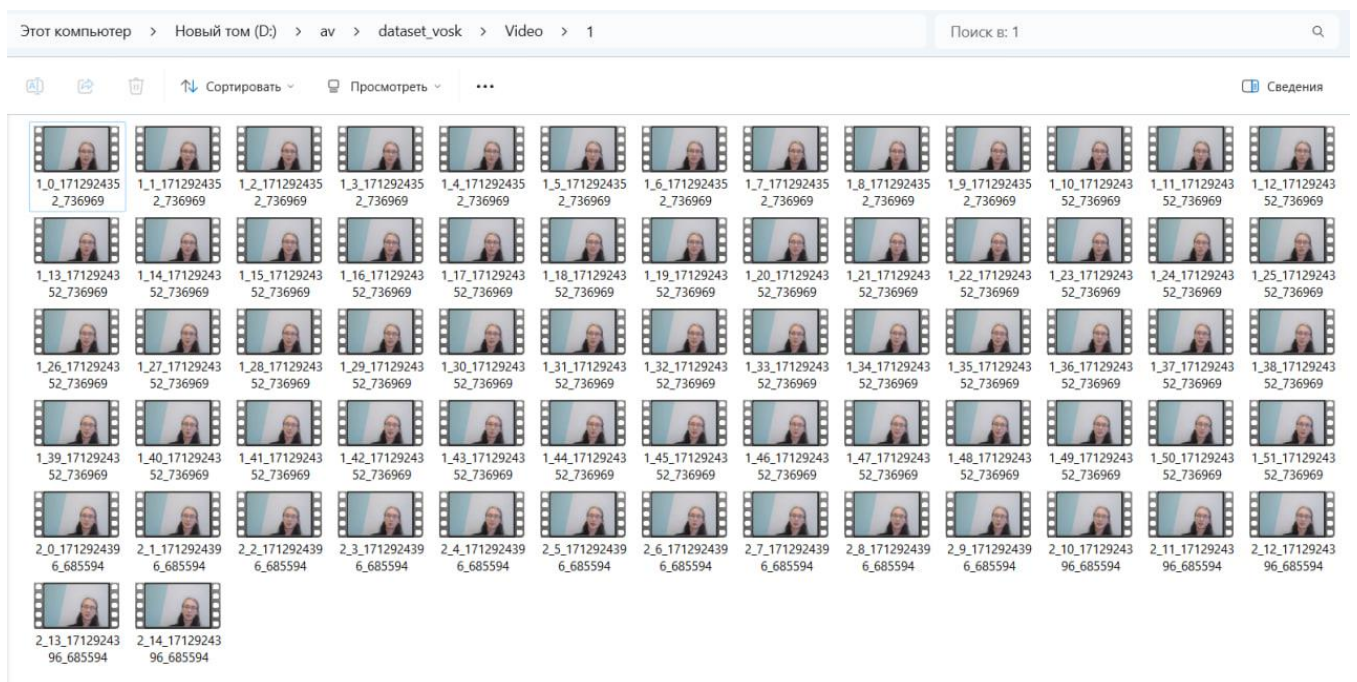 Этот компьютер > Новый том (D:) > av > dataset_vosk > Video > 1
Поиск в: 1
Сортировать
Просмотреть
•••
Сведения
1_0_171292435 1_1_171292435 1_2_171292435 1_3_171292435 1_4_171292435 1_5_171292435 1_6_171292435 1_7_171292435 1_8_171292435 1_9_171292435 1_10_17129243 1_11_17129243 1_12_17129243
2_736969 2_736969 2_736969 2_736969 2_736969 2_736969 2_736969 2_736969 2_736969 2_736969 52_736969 52_736969 52_736969
1_13_17129243 1_14_17129243 1_15_17129243 1_16_17129243 1_17_17129243 1_18_17129243 1_19_17129243 1_20_17129243 1_21_17129243 1_22_17129243 1_23_17129243 1_24_17129243 1_25_17129243
52_736969 52_736969 52_736969 52_736969 52_736969 52_736969 52_736969 52_736969 52_736969 52_736969 52_736969 52_736969 52_736969
1_26_17129243 1_27_17129243 1_28_17129243 1_29_17129243 1_30_17129243 1_31_17129243 1_32_17129243 1_33_17129243 1_34_17129243 1_35_17129243 1_36_17129243 1_37_17129243 1_38_17129243
52_736969 52_736969 52_736969 52_736969 52_736969 52_736969 52_736969 52_736969 52_736969 52_736969 52_736969 52_736969 52_736969
1_39_17129243 1_40_17129243 1_41_17129243 1_42_17129243 1_43_17129243 1_44_17129243 1_45_17129243 1_46_17129243 1_47_17129243 1_48_17129243 1_49_17129243 1_50_17129243 1_51_17129243
52_736969 52_736969 52_736969 52_736969 52_736969 52_736969 52_736969 52_736969 52_736969 52_736969 52_736969 52_736969 52_736969
2_0_171292439 2_1_171292439 2_2_171292439 2_3_171292439 2_4_171292439 2_5_171292439 2_6_171292439 2_7_171292439 2_8_171292439 2_9_171292439 2_10_17129243 2_11_17129243 2_12_17129243
6_685594 6_685594 6_685594 6_685594 6_685594 6_685594 6_685594 6_685594 6_685594 6_685594 96_685594 96_685594 96_685594
2_13_17129243 2_14_17129243
96_685594 96_685594